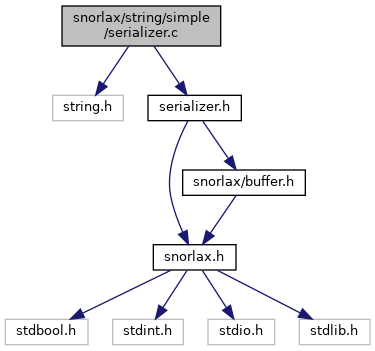 snorlax/string/simple
/serializer.c
string.h
serializer.h
snorlax/buffer.h
snorlax.h
stdbool.h
stdint.h
stdio.h
stdlib.h